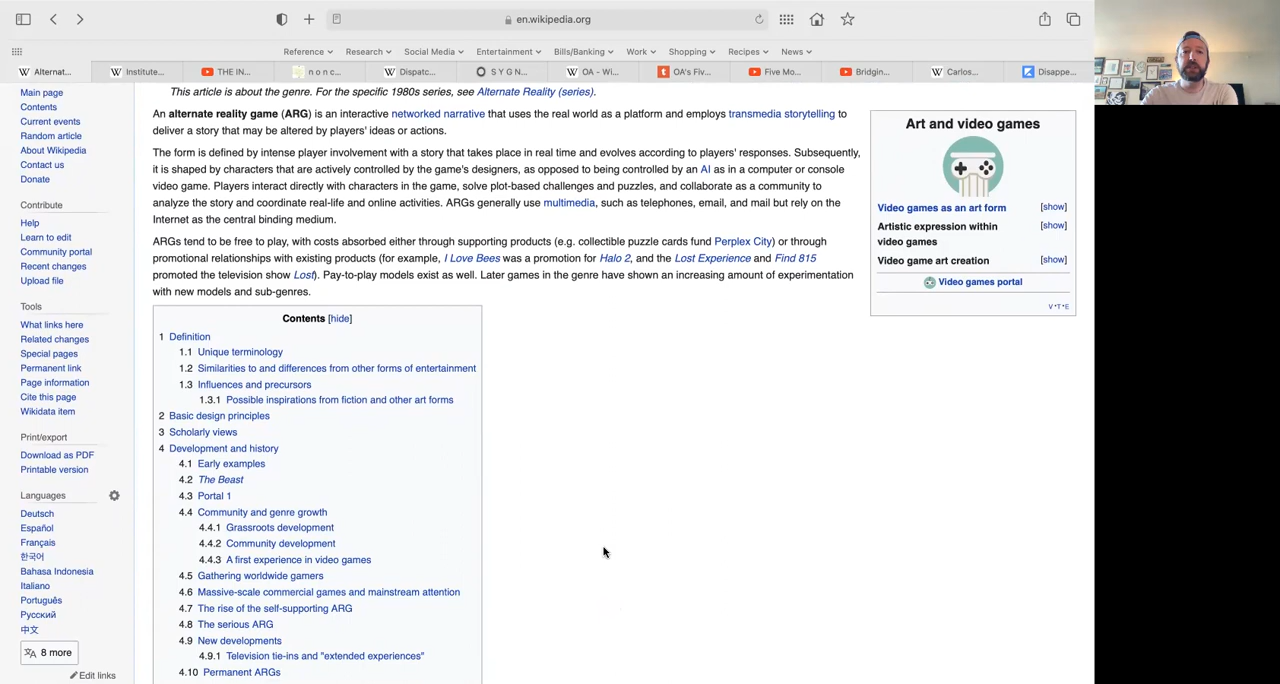 en.wikipedia.org
Reference
Research
Social Media
Entertainment
Bills/Banking
Work
Shopping
Recipes
News
Alternat...
Institute...
THE IN...
n o n c...
Dispatc...
S Y G N...
OA - Wi...
OA's Fiv...
Five Mo...
Bridgin...
Carlos...
Disappe...
Main page
Contents
Current events
Random article
About Wikipedia
Contact us
Donate
Contribute
Help
Learn to edit
Community portal
Recent changes
Upload file
Tools
What links here
Related changes
Special pages
Permanent link
Page information
Cite this page
Wikidata item
Print/export
Download as PDF
Printable version
Languages
Deutsch
Español
Français
한국어
Bahasa Indonesia
Italiano
Português
Русский
中文
8 more
Edit links
This article is about the genre. For the specific 1980s series, see Alternate Reality (series).
An alternate reality game (ARG) is an interactive networked narrative that uses the real world as a platform and employs transmedia storytelling to
deliver a story that may be altered by players' ideas or actions.
The form is defined by intense player involvement with a story that takes place in real time and evolves according to players' responses. Subsequently,
it is shaped by characters that are actively controlled by the game's designers, as opposed to being controlled by an AI as in a computer or console
video game. Players interact directly with characters in the game, solve plot-based challenges and puzzles, and collaborate as a community to
analyze the story and coordinate real-life and online activities. ARGs generally use multimedia, such as telephones, email, and mail but rely on the
Internet as the central binding medium.
ARGs tend to be free to play, with costs absorbed either through supporting products (e.g. collectible puzzle cards fund Perplex City) or through
promotional relationships with existing products (for example, I Love Bees was a promotion for Halo 2, and the Lost Experience and Find 815
promoted the television show Lost). Pay-to-play models exist as well. Later games in the genre have shown an increasing amount of experimentation
with new models and sub-genres.
Contents [hide]
1 Definition
1.1 Unique terminology
1.2 Similarities to and differences from other forms of entertainment
1.3 Influences and precursors
1.3.1 Possible inspirations from fiction and other art forms
2 Basic design principles
3 Scholarly views
4 Development and history
4.1 Early examples
4.2 The Beast
4.3 Portal 1
4.4 Community and genre growth
4.4.1 Grassroots development
4.4.2 Community development
4.4.3 A first experience in video games
4.5 Gathering worldwide gamers
4.6 Massive-scale commercial games and mainstream attention
4.7 The rise of the self-supporting ARG
4.8 The serious ARG
4.9 New developments
4.9.1 Television tie-ins and "extended experiences"
4.10 Permanent ARGs
Art and video games
Video games as an art form [show]
Artistic expression within [show]
video games
Video game art creation [show]
Video games portal
V·T·E